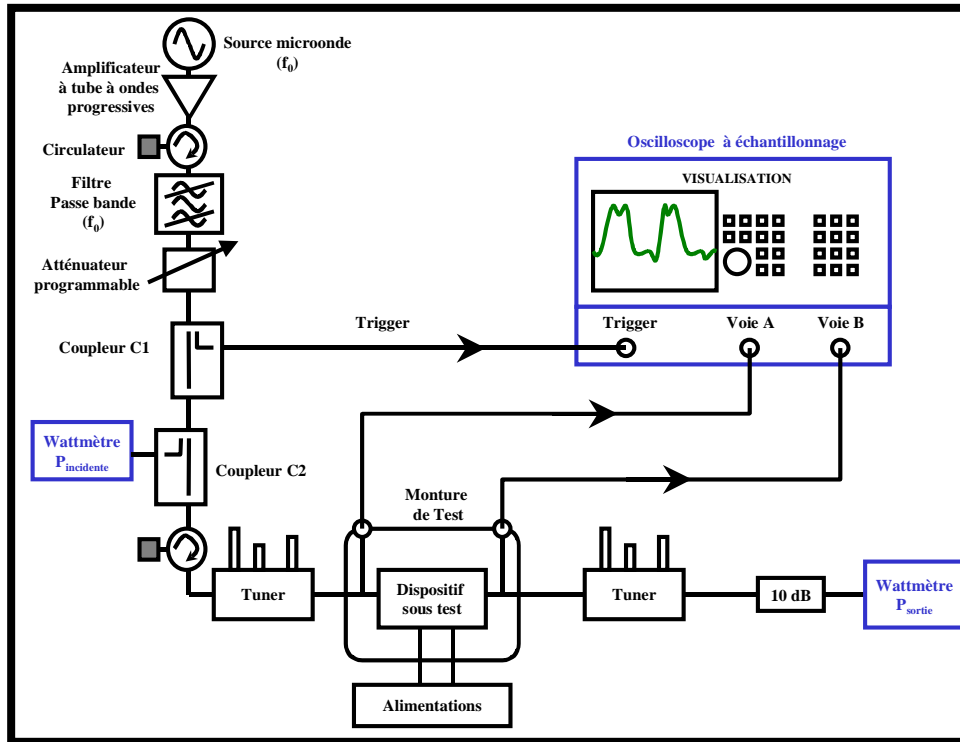 Source microonde
(f0)
Amplificateur
à tube à ondes
progressives
Circulateur
Filtre
Passe bande
(f0)
Atténuateur
programmable
Coupleur C1
Trigger
Oscilloscope à échantillonnage
VISUALISATION
Trigger
Voie A
Voie B
Wattmètre
Pincidente
Coupleur C2
Monture
de Test
Tuner
Dispositif
sous test
Tuner
10 dB
Wattmètre
Psortie
Alimentations